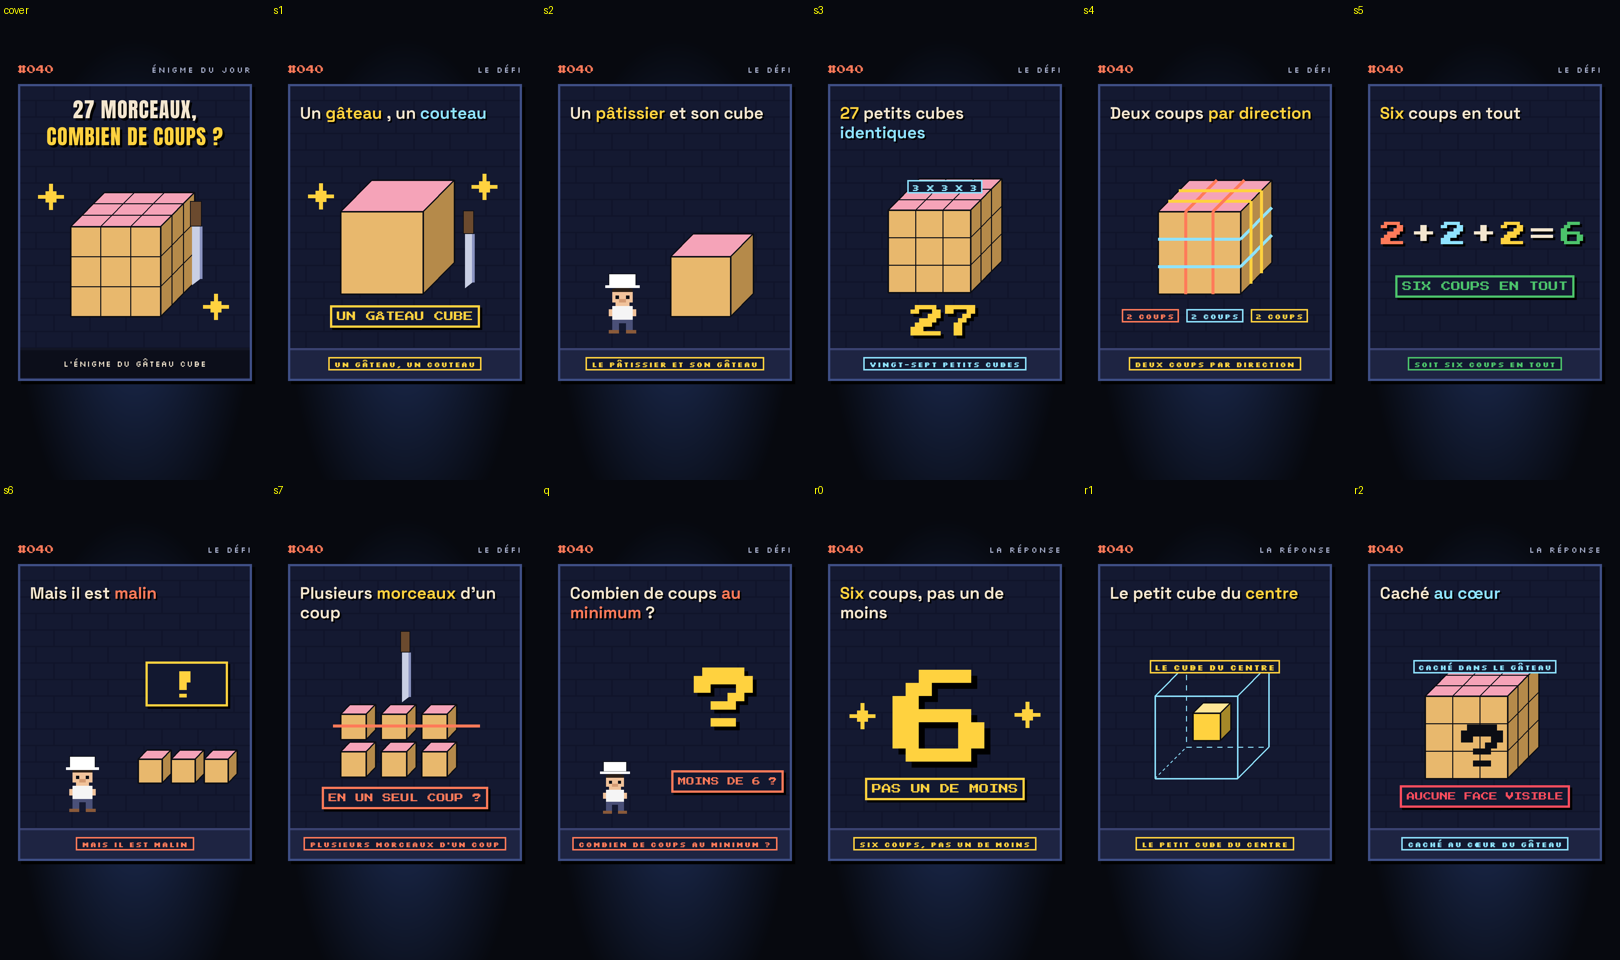 cover
#040
ÉNIGME DU JOUR
27 MORCEAUX,
COMBIEN DE COUPS ?
L'ÉNIGME DU GÂTEAU CUBE
s1
#040
LE DÉFI
Un gâteau , un couteau
UN GâTEAU CUBE
UN GÂTEAU, UN COUTEAU
s2
#040
LE DÉFI
Un pâtissier et son cube
LE PÂTISSIER ET SON GÂTEAU
s3
#040
LE DÉFI
27 petits cubes
identiques
3 X 3 X 3
27
VINGT-SEPT PETITS CUBES
s4
#040
LE DÉFI
Deux coups par direction
2 COUPS
2 COUPS
2 COUPS
DEUX COUPS PAR DIRECTION
s5
#040
LE DÉFI
Six coups en tout
2 + 2 + 2 = 6
SIX COUPS EN TOUT
SOIT SIX COUPS EN TOUT
s6
#040
LE DÉFI
Mais il est malin
!
MAIS IL EST MALIN
s7
#040
LE DÉFI
Plusieurs morceaux d'un
coup
EN UN SEUL COUP ?
PLUSIEURS MORCEAUX D'UN COUP
q
#040
LE DÉFI
Combien de coups au
minimum ?
?
MOINS DE 6 ?
COMBIEN DE COUPS AU MINIMUM ?
r0
#040
LA RÉPONSE
Six coups, pas un de
moins
6
PAS UN DE MOINS
SIX COUPS, PAS UN DE MOINS
r1
#040
LA RÉPONSE
Le petit cube du centre
LE CUBE DU CENTRE
LE PETIT CUBE DU CENTRE
r2
#040
LA RÉPONSE
Caché au cœur
CACHÉ DANS LE GÂTEAU
?
AUCUNE FACE VISIBLE
CACHÉ AU CŒUR DU GÂTEAU